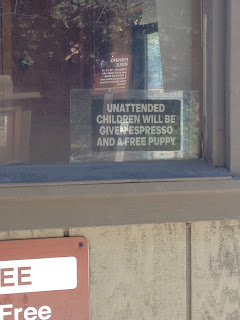 UNATTENDED
CHILDREN WILL BE
GIVEN ESPRESSO
AND A FREE PUPPY
EE
Free